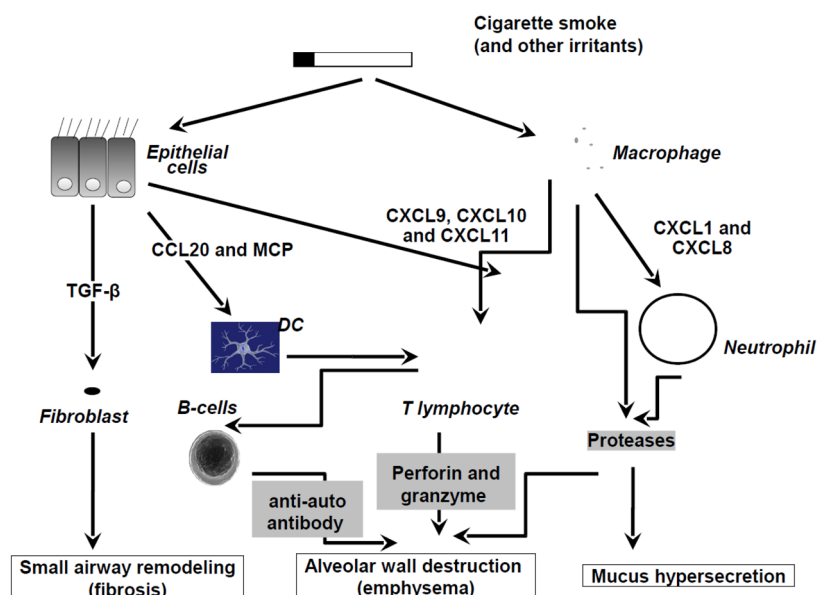 Cigarette smoke
(and other irritants)
Epithelial
cells
Macrophage
CXCL9, CXCL10
and CXCL11
CXCL1 and
CXCL8
CCL20 and MCP
TGF-β
DC
Neutrophil
Fibroblast
B-cells
T lymphocyte
Proteases
Perforin and
granzyme
anti-auto
antibody
Small airway remodeling
(fibrosis)
Alveolar wall destruction
(emphysema)
Mucus hypersecretion